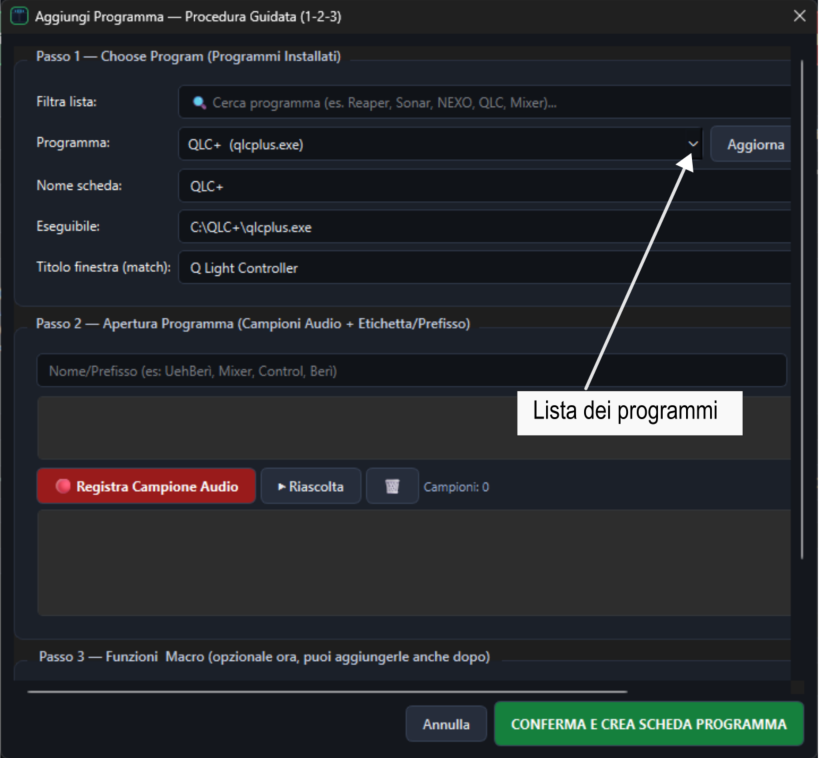 Aggiungi Programma — Procedura Guidata (1-2-3)
Passo 1 — Choose Program (Programmi Installati)
Filtra lista:
Cerca programma (es. Reaper, Sonar, NEXO, QLC, Mixer)...
Programma:
QLC+ (qlcplus.exe)
Aggiorna
Nome scheda:
QLC+
Eseguibile:
C:\QLC+\qlcplus.exe
Titolo finestra (match):
Q Light Controller
Passo 2 — Apertura Programma (Campioni Audio + Etichetta/Prefisso)
Nome/Prefisso (es: UehBerì, Mixer, Control, Berì)
Lista dei programmi
Registra Campione Audio
Riascolta
Campioni: 0
Passo 3 — Funzioni Macro (opzionale ora, puoi aggiungerle anche dopo)
Annulla
CONFERMA E CREA SCHEDA PROGRAMMA